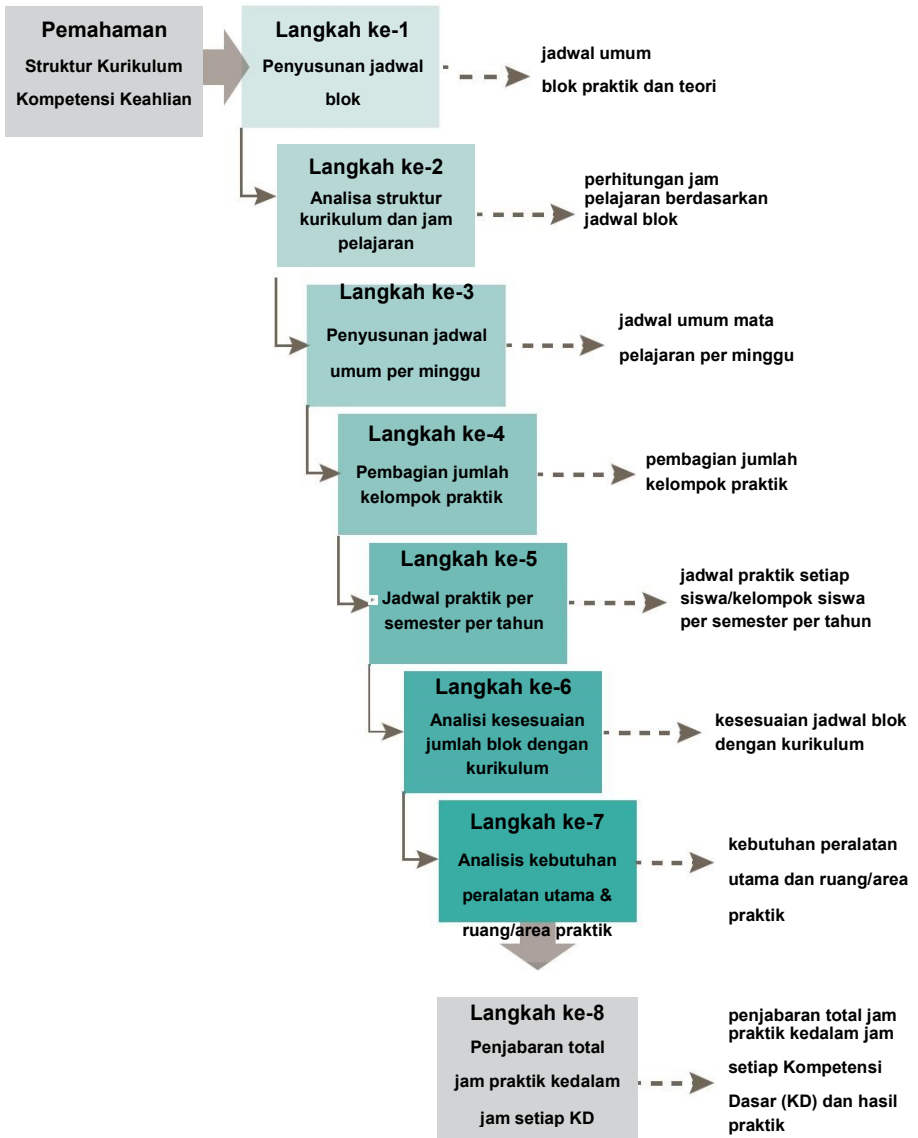 Pemahaman
Struktur Kurikulum
Kompetensi Keahlian
Langkah ke-1
Penyusunan jadwal
blok
jadwal umum
blok praktik dan teori
Langkah ke-2
Analisa struktur
kurikulum dan jam
pelajaran
perhitungan jam
pelajaran berdasarkan
jadwal blok
Langkah ke-3
Penyusunan jadwal
umum per minggu
jadwal umum mata
pelajaran per minggu
Langkah ke-4
Pembagian jumlah
kelompok praktik
pembagian jumlah
kelompok praktik
Langkah ke-5
Jadwal praktik per
semester per tahun
jadwal praktik setiap
siswa/kelompok siswa
per semester per tahun
Langkah ke-6
Analisi kesesuaian
jumlah blok dengan
kurikulum
kesesuaian jadwal blok
dengan kurikulum
Langkah ke-7
Analisis kebutuhan
peralatan utama &
ruang/area praktik
kebutuhan peralatan
utama dan ruang/area
praktik
Langkah ke-8
Penjabaran total
jam praktik kedalam
jam setiap KD
penjabaran total jam
praktik kedalam jam
setiap Kompetensi
Dasar (KD) dan hasil
praktik